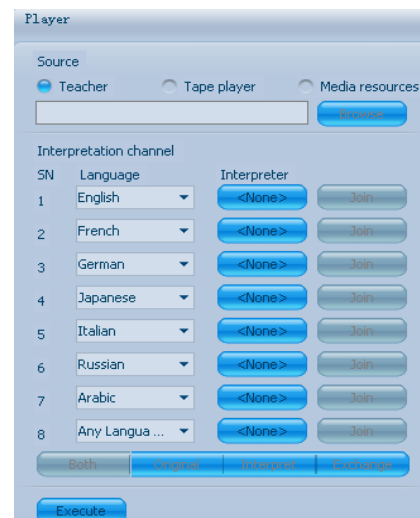 Player
Source
Teacher Tape player Media resources
Browse
Interpretation channel
SN Language Interpreter
1 English <None> Join
2 French <None> Join
3 German <None> Join
4 Japanese <None> Join
5 Italian <None> Join
6 Russian <None> Join
7 Arabic <None> Join
8 Any Langua ... <None> Join
Both Original Interpret Exchange
Execute